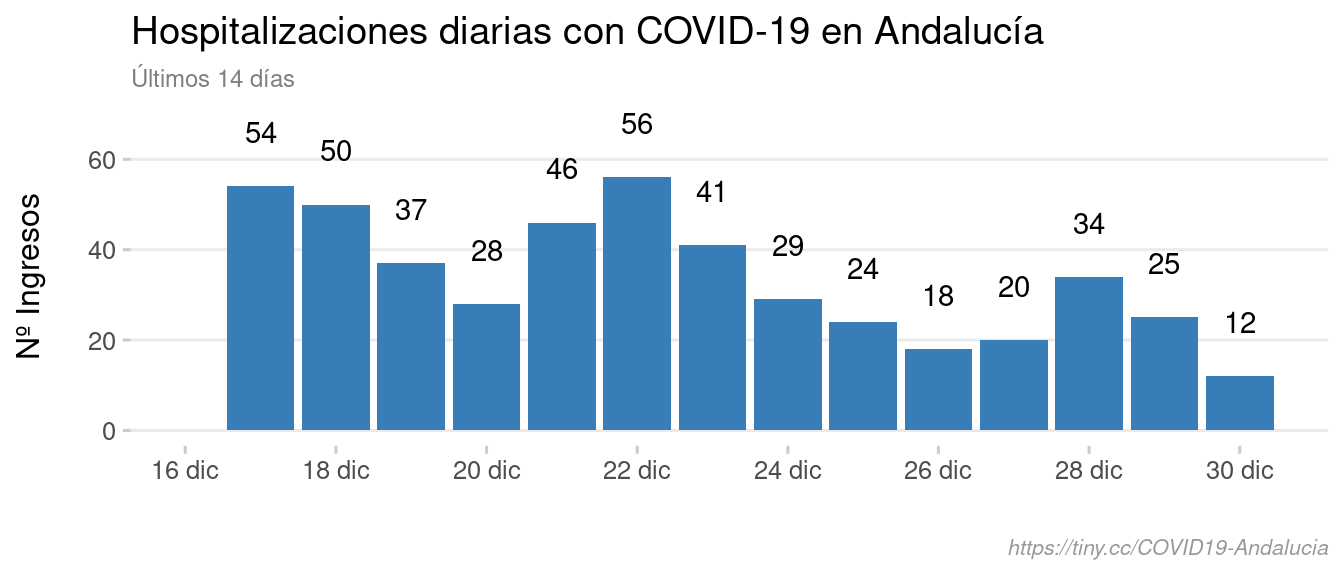 Hospitalizaciones diarias con COVID-19 en Andalucía
Últimos 14 días
Nº Ingresos
60
40
20
0
54
50
37
28
46
56
41
29
24
18
20
34
25
12
16 dic
18 dic
20 dic
22 dic
24 dic
26 dic
28 dic
30 dic
https://tiny.cc/COVID19-Andalucia